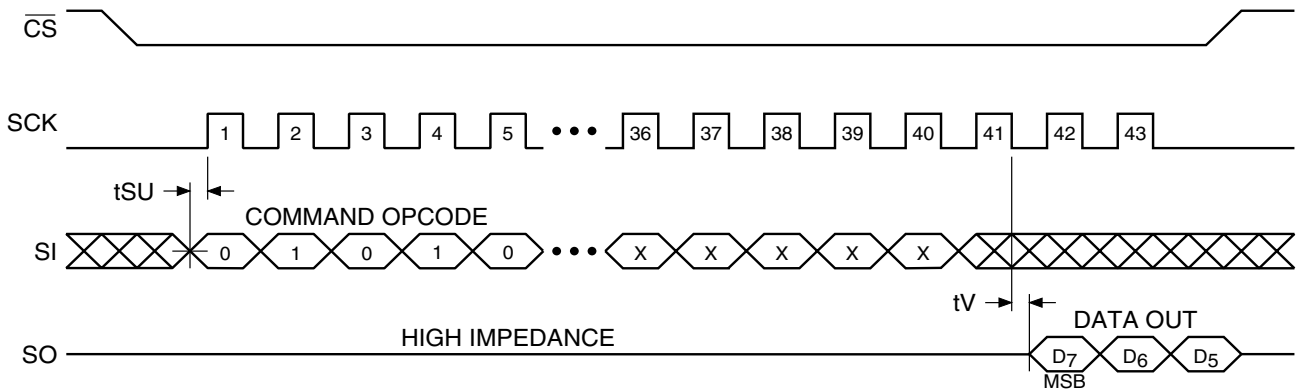 CS
SCK
1 2 3 4 5 ••• 36 37 38 39 40 41 42 43
tSU
COMMAND OPCODE
SI
0 1 0 1 0 ••• X X X X X
tV
DATA OUT
HIGH IMPEDANCE
SO
D7 D6 D5
MSB